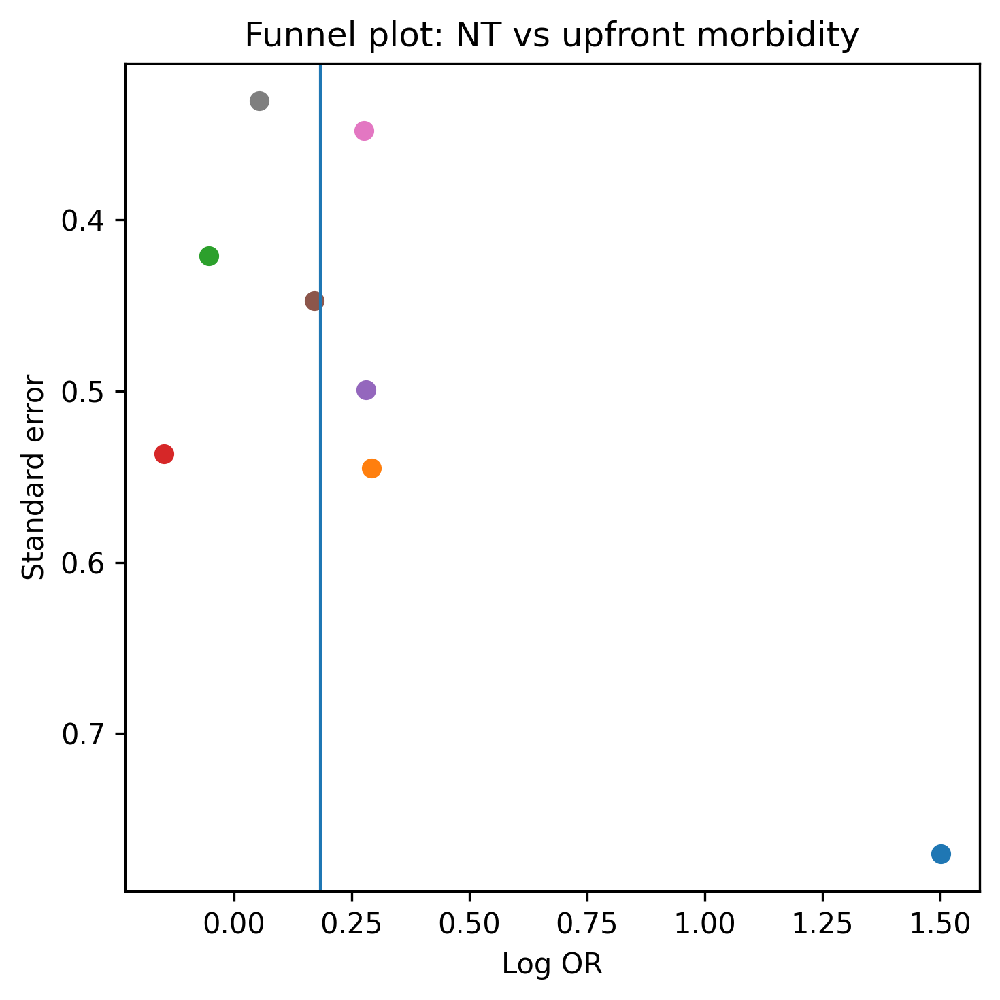 Funnel plot: NT vs upfront morbidity
0.4
0.5
0.6
0.7
Standard error
0.00 0.25 0.50 0.75 1.00 1.25 1.50
Log OR